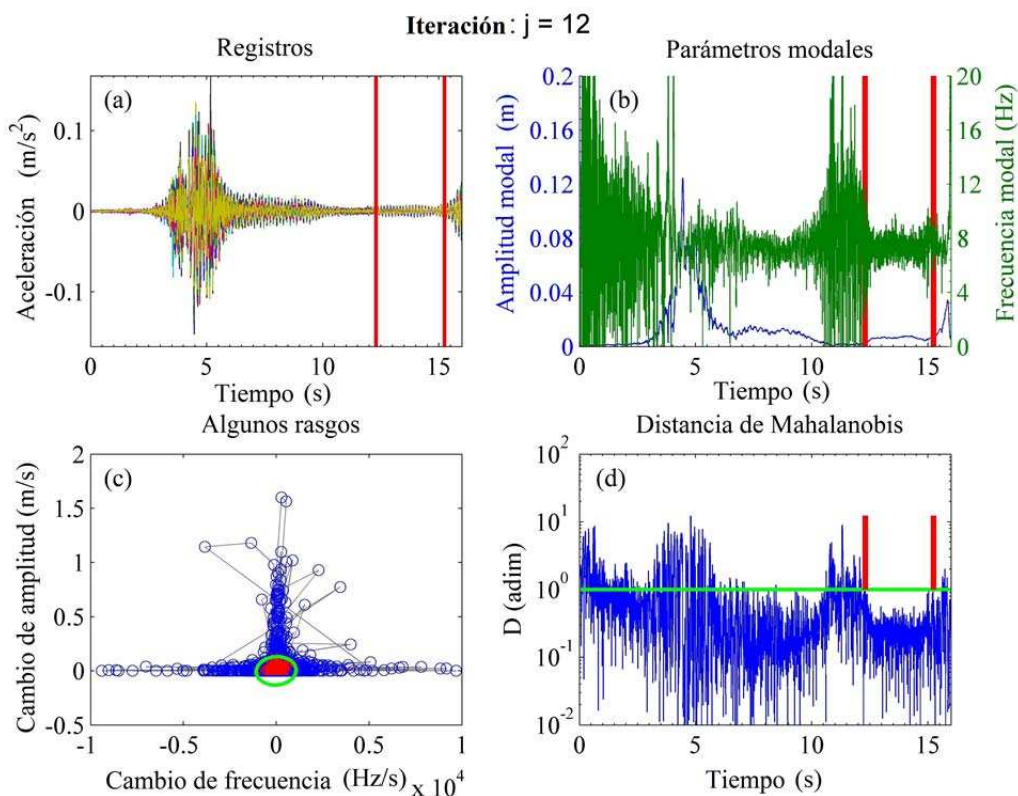 Iteración: j = 12
Registros
(a)
0.1
0
-0.1
Aceleración (m/s²)
0 5 10 15
Tiempo (s)
Parámetros modales
(b)
0.2
0.16
0.12
0.08
0.04
0
Amplitud modal (m)
20
16
12
8
4
0
Frecuencia modal (Hz)
0 5 10 15
Tiempo (s)
Algunos rasgos
(c)
2
1.5
1
0.5
0
-0.5
Cambio de amplitud (m/s)
-1 -0.5 0 0.5 1
Cambio de frecuencia (Hz/s) x 10⁴
Distancia de Mahalanobis
(d)
10²
10¹
10⁰
10⁻¹
10⁻²
D (adim)
0 5 10 15
Tiempo (s)